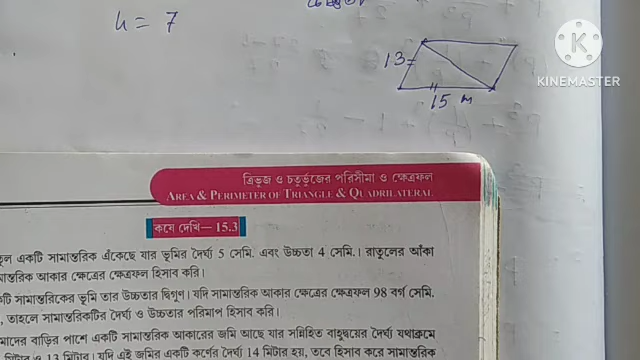 h = 7
13
15 m
KINEMASTER
ত্রিভুজ ও চতুর্ভুজের পরিসীমা ও ক্ষেত্রফল
AREA & PERIMETER OF TRIANGLE & QUADRILATERAL
কষে দেখি— 15.3
একটি সামান্তরিক এঁকেছে যার ভূমির দৈর্ঘ্য 5 সেমি. এবং উচ্চতা 4 সেমি.। রাতুলের আঁকা
আকার ক্ষেত্রের ক্ষেত্রফল হিসাব করি।
সামান্তরিকের ভূমি তার উচ্চতার দ্বিগুণ। যদি সামান্তরিক আকার ক্ষেত্রের ক্ষেত্রফল 98 বর্গ সেমি.
, তাহলে সামান্তরিকটির দৈর্ঘ্য ও উচ্চতার পরিমাপ হিসাব করি।
বাড়ির পাশে একটি সামান্তরিক আকারের জমি আছে যার সন্নিহিত বাহুদ্বয়ের দৈর্ঘ্য যথাক্রমে
মিটার ও 13 মিটার। যদি এই জমির একটি কর্ণের দৈর্ঘ্য 14 মিটার হয়, তবে হিসাব করে সামান্তরিক